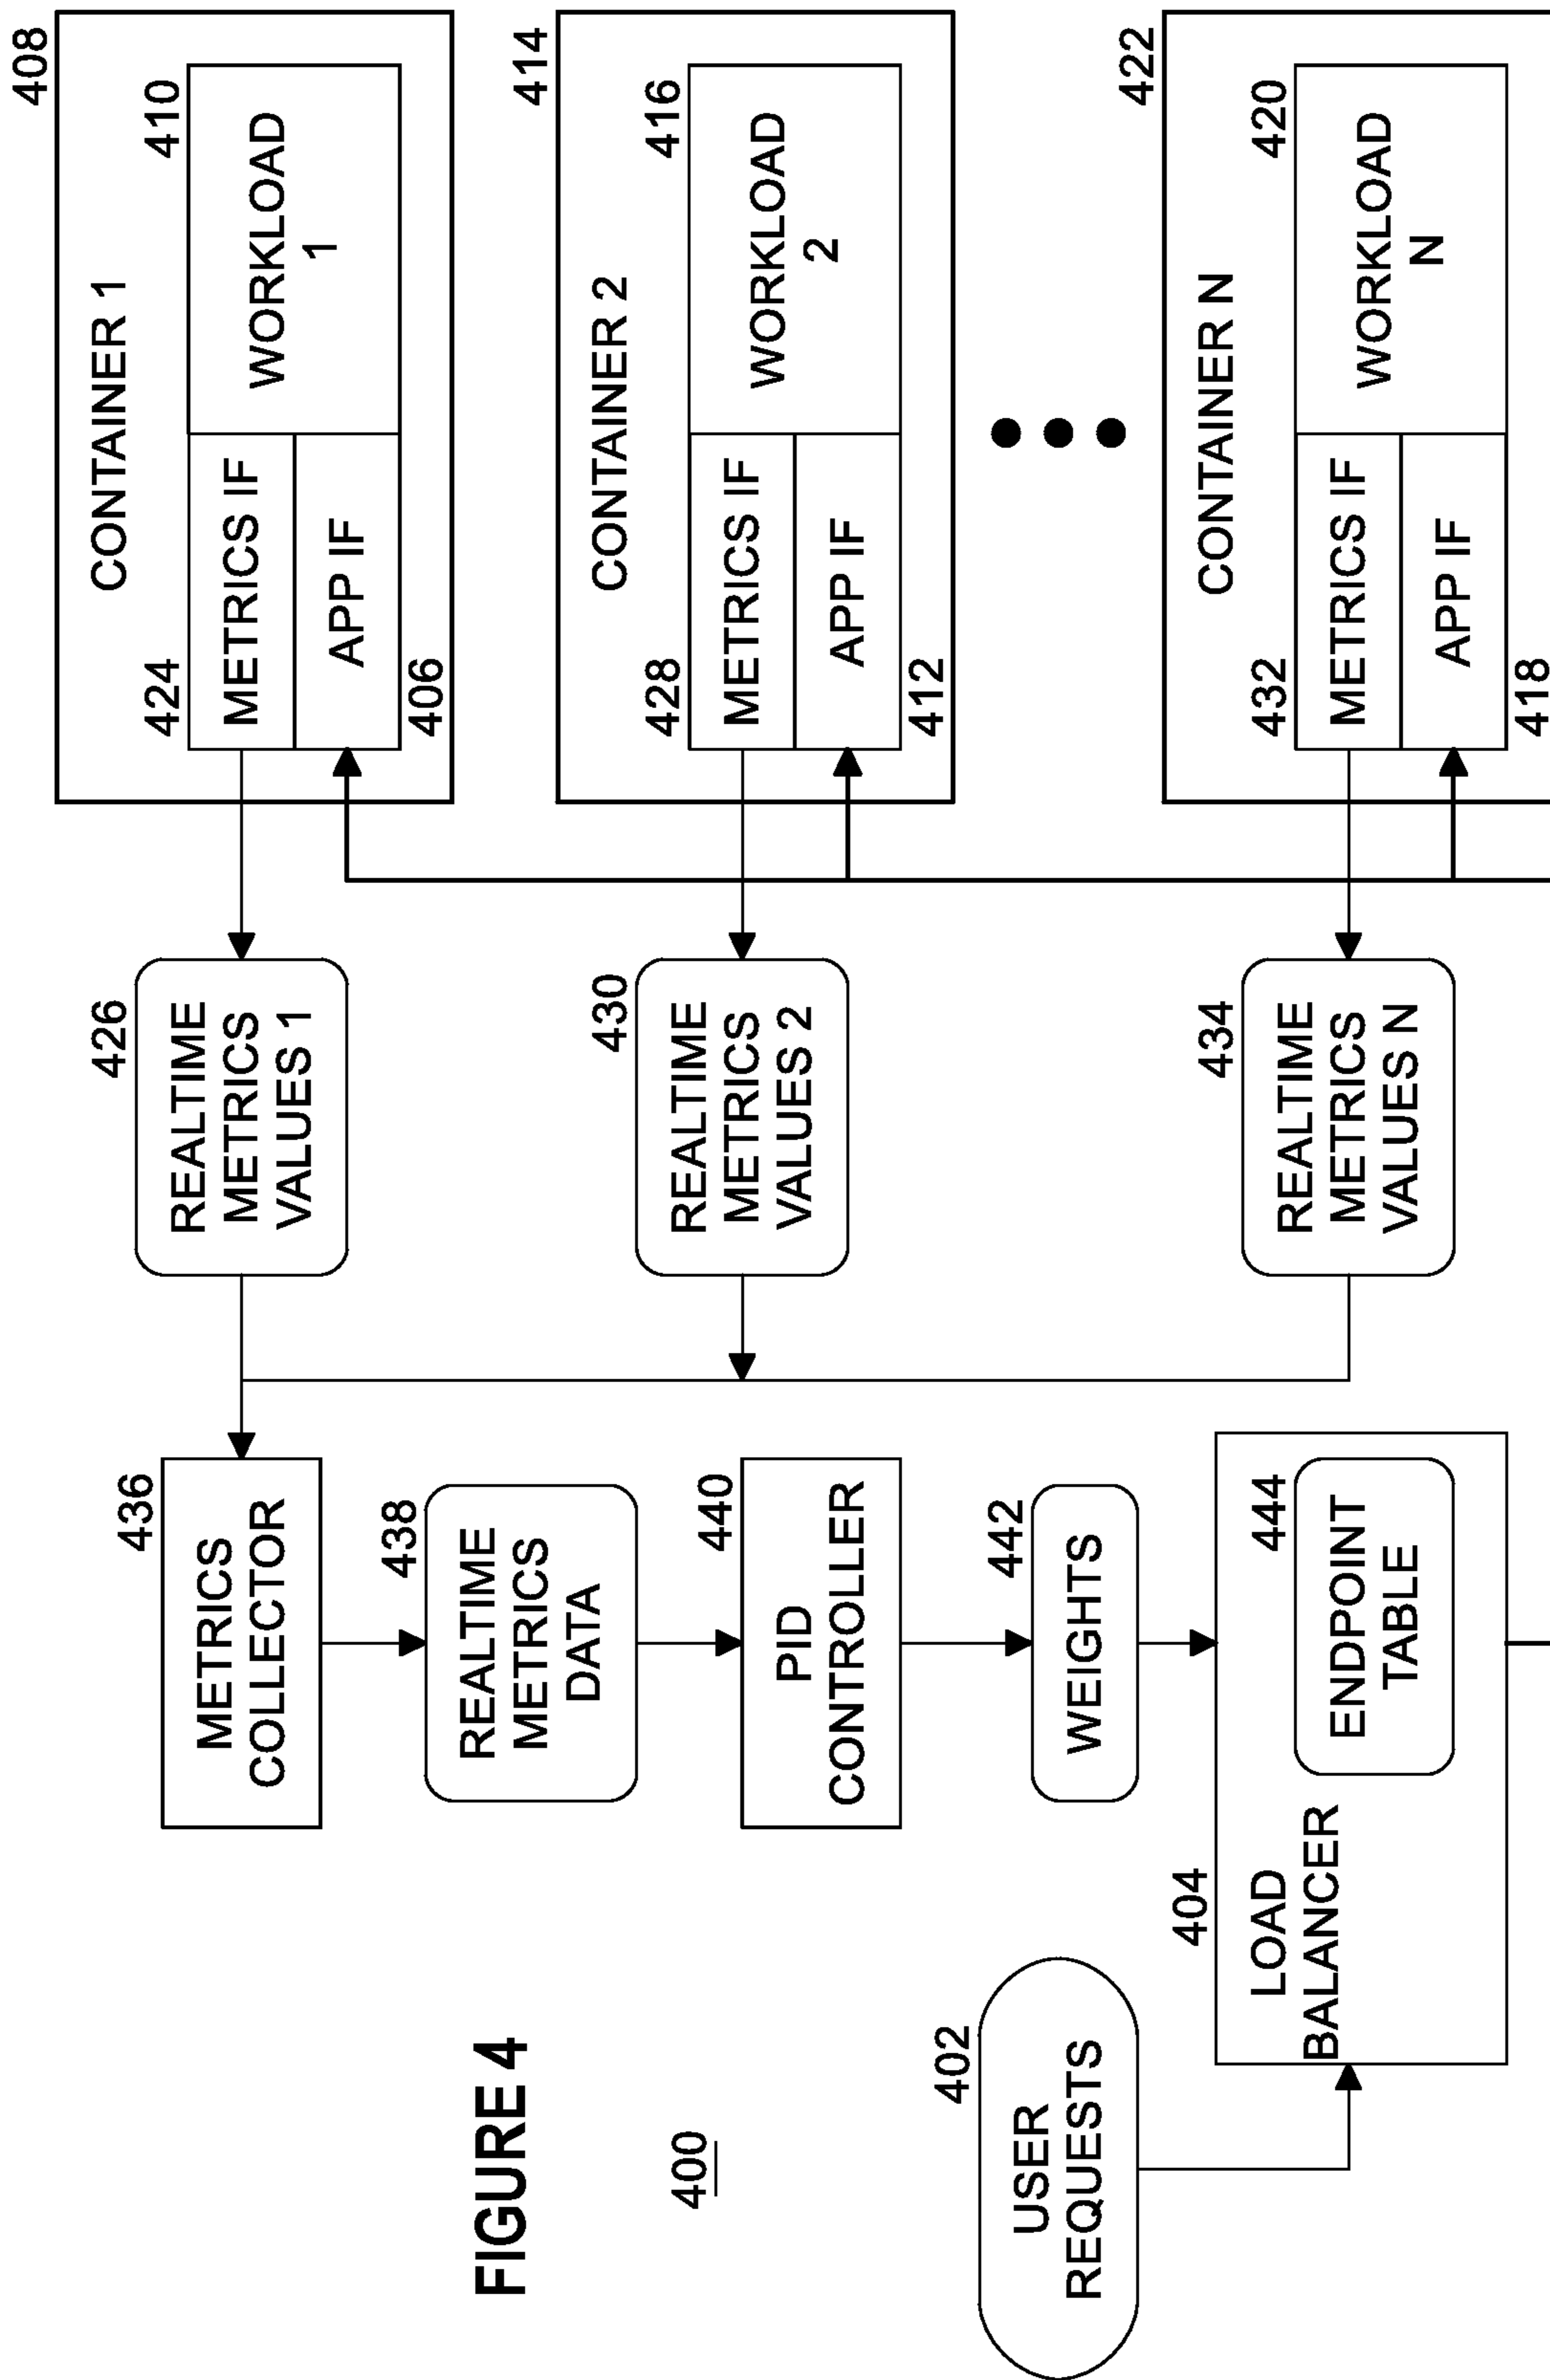 FIGURE 4
400
402
USER
REQUESTS
404
LOAD
BALANCER
444
ENDPOINT
TABLE
436
METRICS
COLLECTOR
438
REALTIME
METRICS
DATA
440
PID
CONTROLLER
442
WEIGHTS
426
REALTIME
METRICS
VALUES 1
430
REALTIME
METRICS
VALUES 2
434
REALTIME
METRICS
VALUES N
408
CONTAINER 1
424
METRICS IF
APP IF
406
410
WORKLOAD
1
414
CONTAINER 2
428
METRICS IF
APP IF
412
416
WORKLOAD
2
422
CONTAINER N
432
METRICS IF
APP IF
418
420
WORKLOAD
N